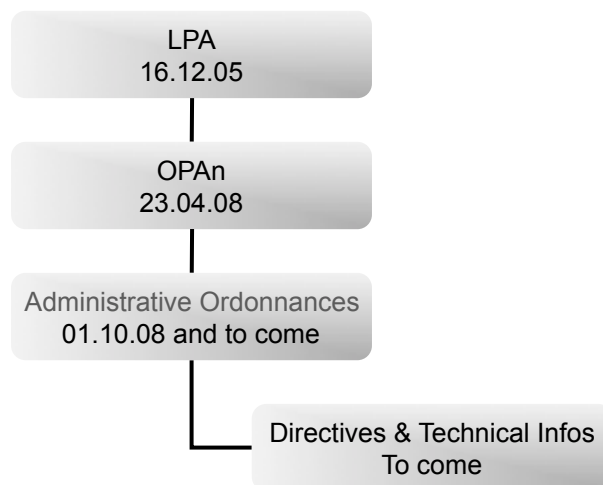 LPA
16.12.05
OPAn
23.04.08
Administrative Ordonnances
01.10.08 and to come
Directives & Technical Infos
To come